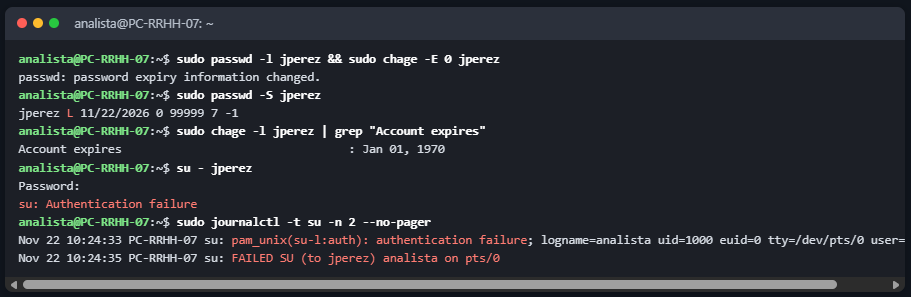 analista@PC-RRHH-07: ~
analista@PC-RRHH-07:~$ sudo passwd -l jperez && sudo chage -E 0 jperez
passwd: password expiry information changed.
analista@PC-RRHH-07:~$ sudo passwd -S jperez
jperez L 11/22/2026 0 99999 7 -1
analista@PC-RRHH-07:~$ sudo chage -l jperez | grep "Account expires"
Account expires                                : Jan 01, 1970
analista@PC-RRHH-07:~$ su - jperez
Password:
su: Authentication failure
analista@PC-RRHH-07:~$ sudo journalctl -t su -n 2 --no-pager
Nov 22 10:24:33 PC-RRHH-07 su: pam_unix(su-l:auth): authentication failure; logname=analista uid=1000 euid=0 tty=/dev/pts/0 user=
Nov 22 10:24:35 PC-RRHH-07 su: FAILED SU (to jperez) analista on pts/0